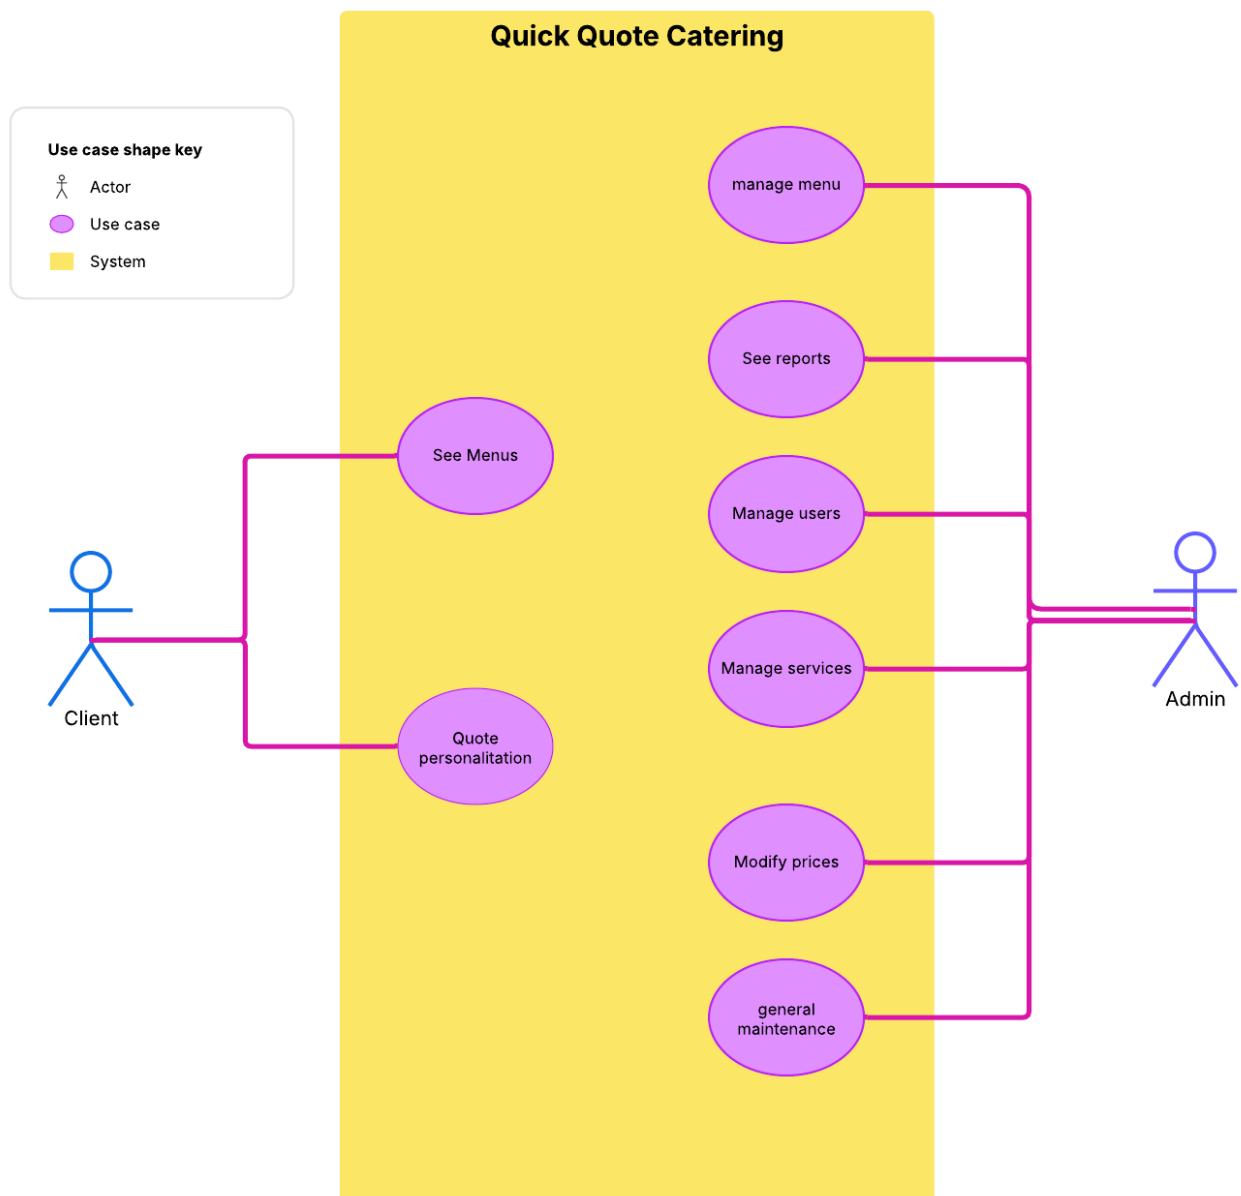 Quick Quote Catering
Use case shape key
Actor
Use case
System
manage menu
See reports
See Menus
Manage users
Manage services
Client
Admin
Quote
personalitation
Modify prices
general
maintenance